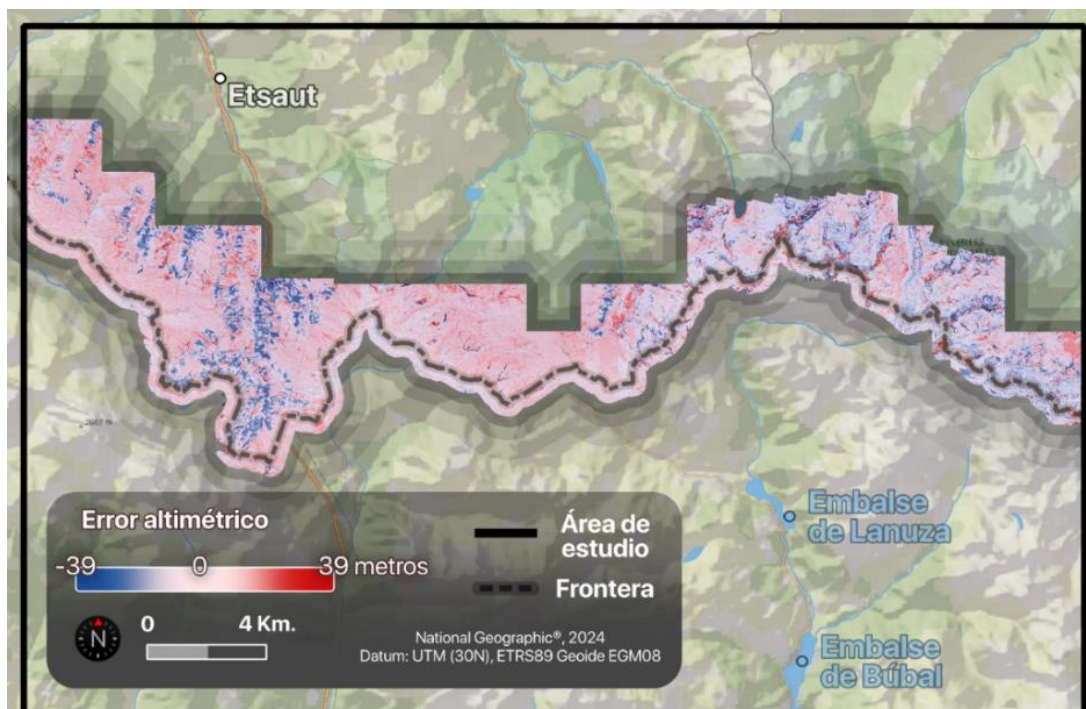 Etsaut
Embalse
de Lanuza
Embalse
de Búbal
Error altimétrico
-39
0
39 metros
0
4 Km.
N
Área de
estudio
Frontera
National Geographic®, 2024
Datum: UTM (30N), ETRS89 Geoide EGM08